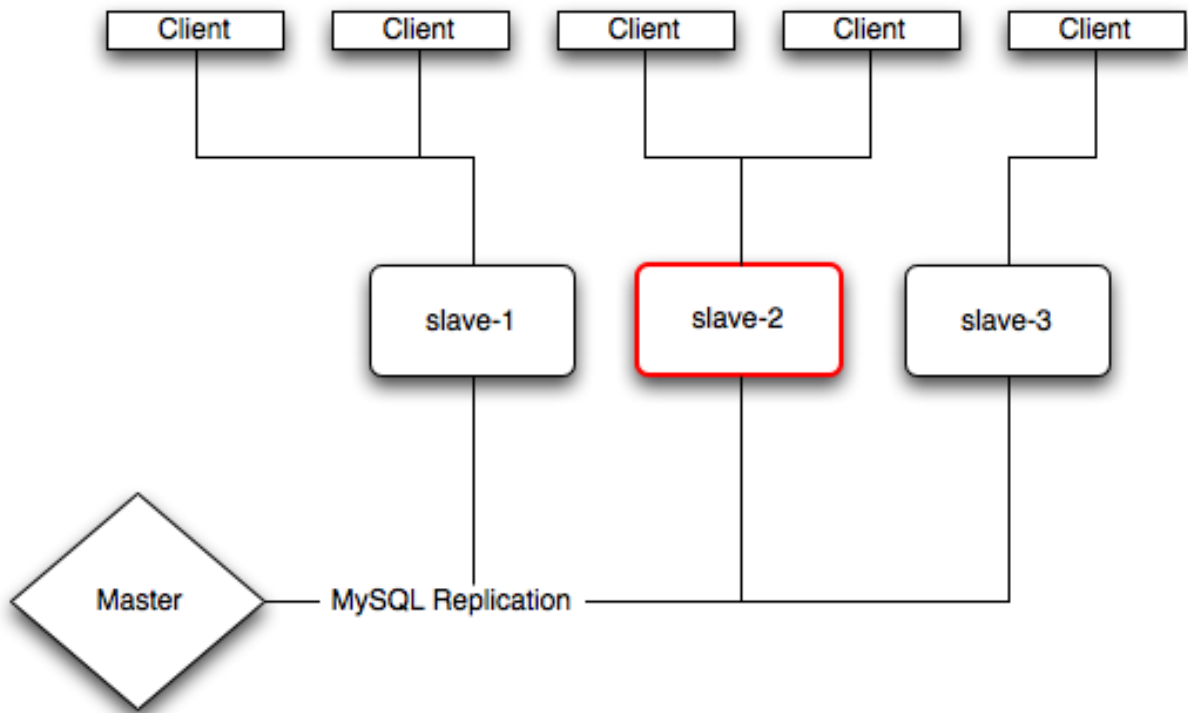 Client
Client
Client
Client
Client
slave-1
slave-2
slave-3
Master
MySQL Replication